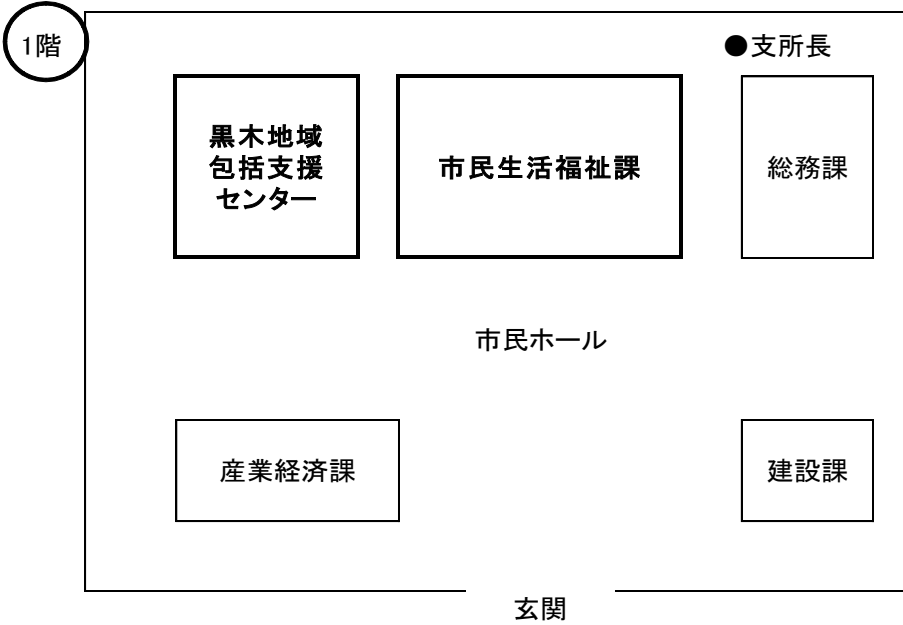 1階
●支所長
黒木地域
包括支援
センター
市民生活福祉課
総務課
市民ホール
産業経済課
建設課
玄関